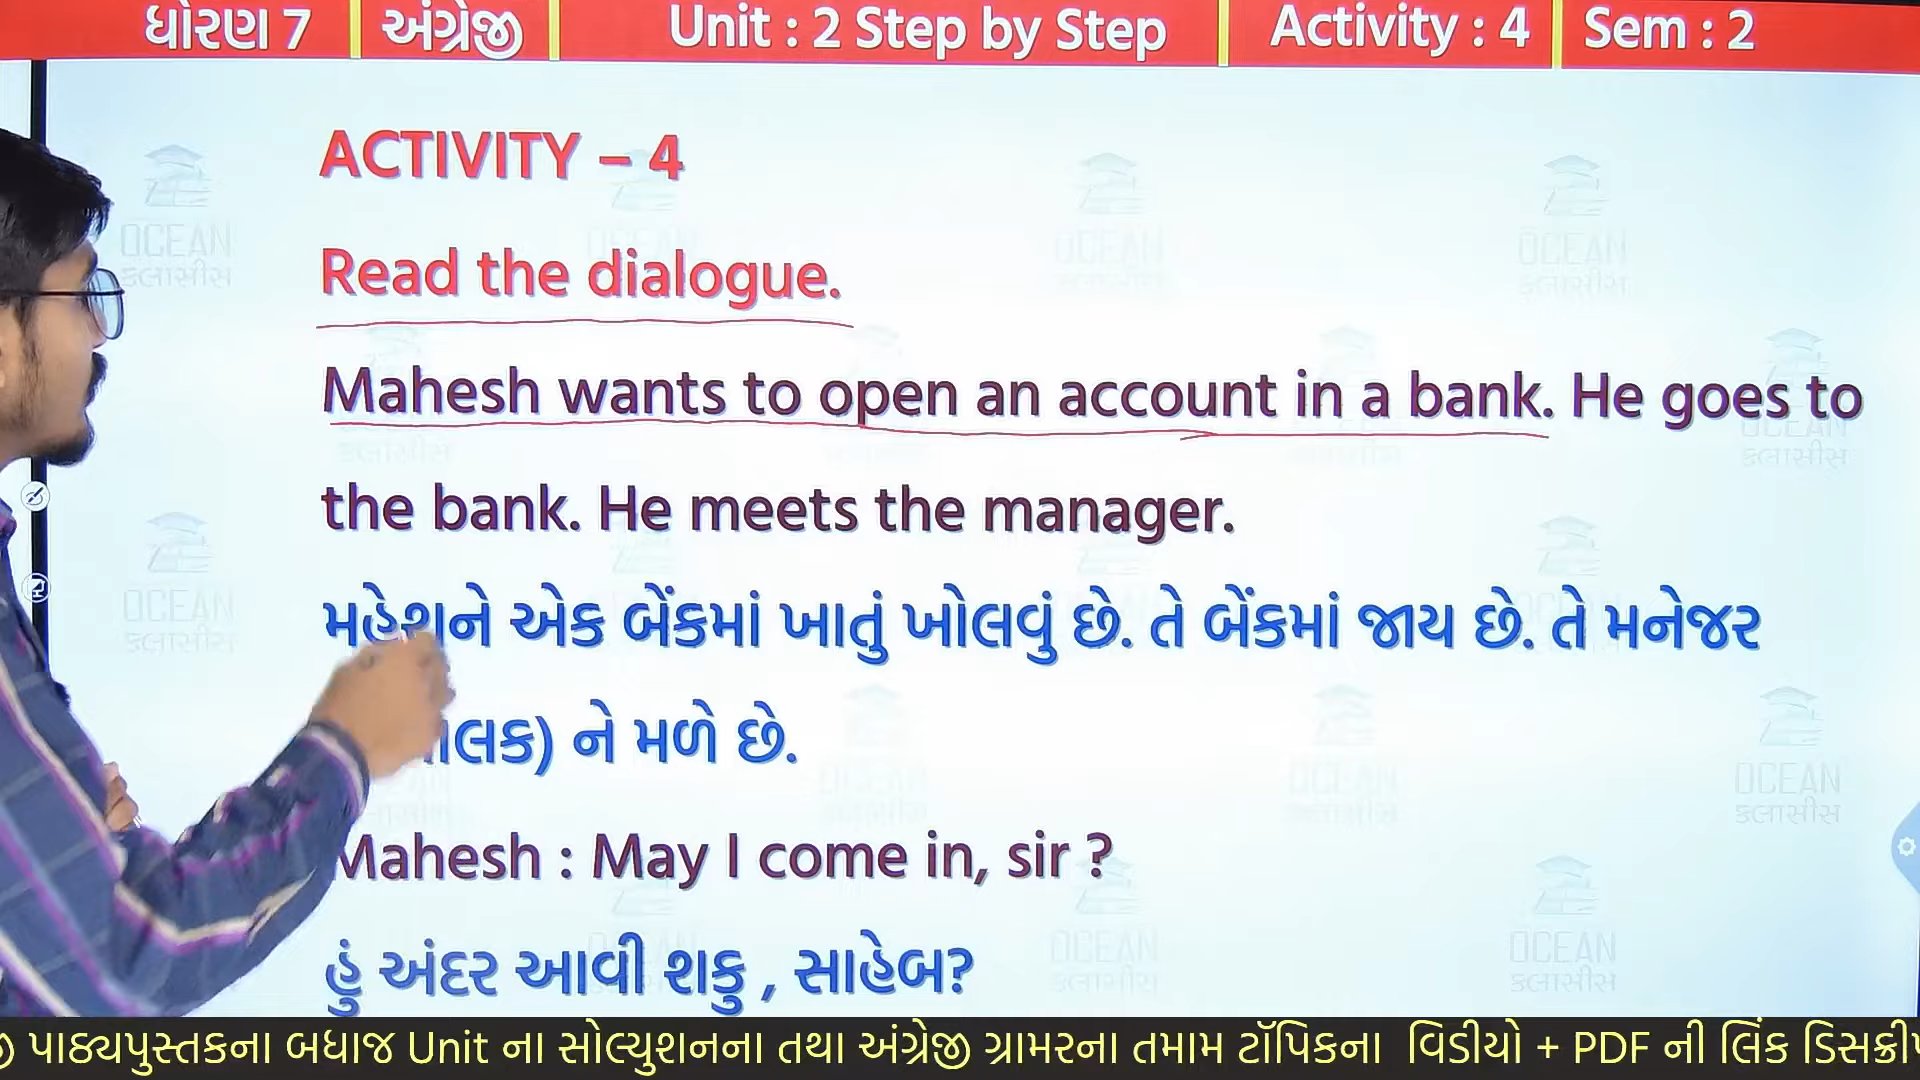 ધોરણ 7 અંગ્રેજી Unit : 2 Step by Step Activity : 4 Sem : 2
ACTIVITY – 4
Read the dialogue.
Mahesh wants to open an account in a bank. He goes to
the bank. He meets the manager.
મહેશને એક બેંકમાં ખાતું ખોલવું છે. તે બેંકમાં જાય છે. તે મનેજર
ને મળે છે.
Mahesh : May I come in, sir ?
હું અંદર આવી શકુ , સાહેબ?
પાઠ્યપુસ્તકના બધાજ Unit ના સોલ્યુશનના તથા અંગ્રેજી ગ્રામરના તમામ ટૉપિકના વિડીયો + PDF ની લિંક
OCEAN
ક્લાસીસ